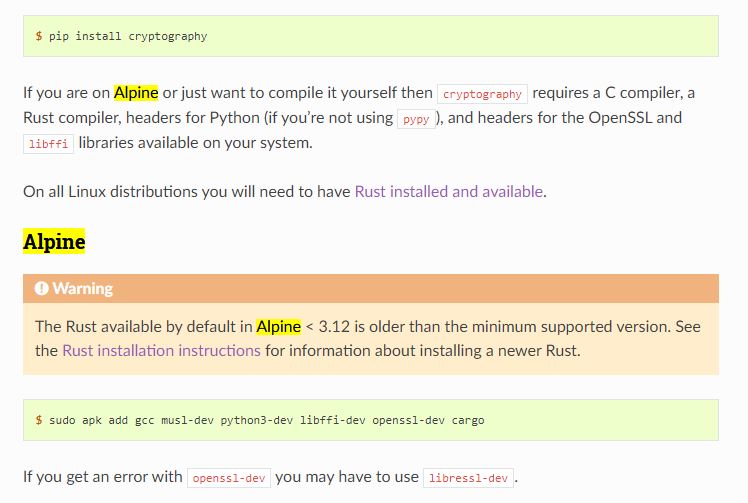 $ pip install cryptography
If you are on Alpine or just want to compile it yourself then cryptography requires a C compiler, a
Rust compiler, headers for Python (if you’re not using pypy ), and headers for the OpenSSL and
libffi libraries available on your system.
On all Linux distributions you will need to have Rust installed and available.
Alpine
Warning
The Rust available by default in Alpine < 3.12 is older than the minimum supported version. See
the Rust installation instructions for information about installing a newer Rust.
$ sudo apk add gcc musl-dev python3-dev libffi-dev openssl-dev cargo
If you get an error with openssl-dev you may have to use libressl-dev .